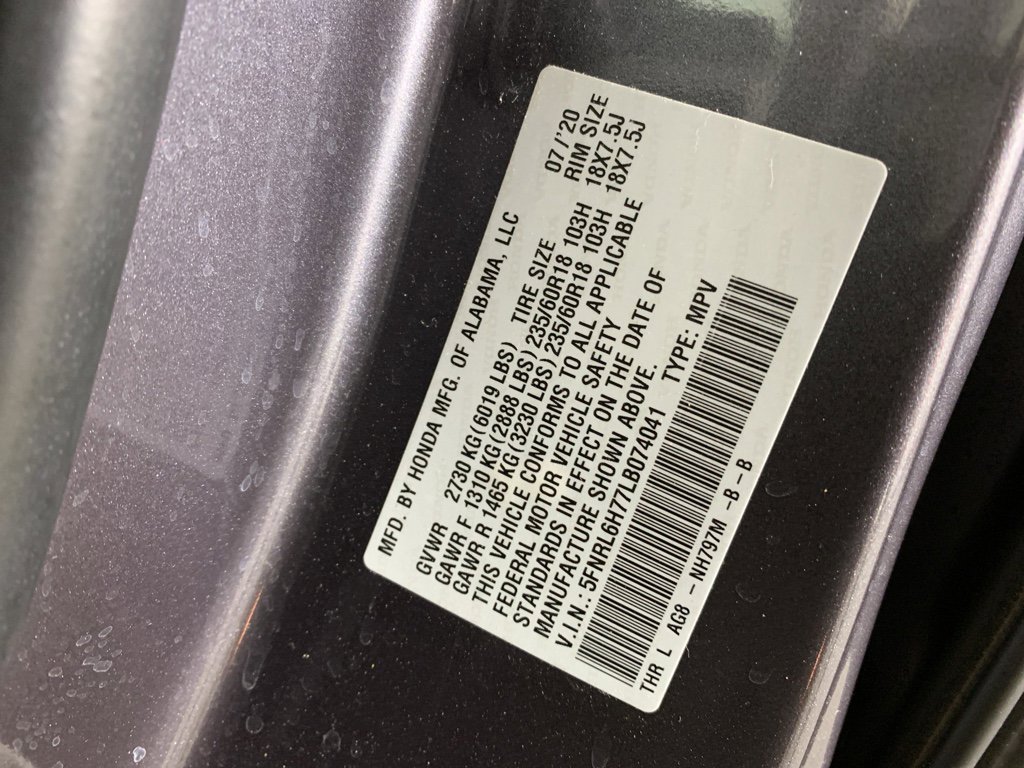 MFD. BY HONDA MFG. OF ALABAMA, LLC 07/'20
GVWR 2730 KG(6019 LBS) TIRE SIZE RIM SIZE
GAWR F 1310 KG(2888 LBS) 235/60R18 103H 18X7.5J
GAWR R 1465 KG(3230 LBS) 235/60R18 103H 18X7.5J
THIS VEHICLE CONFORMS TO ALL APPLICABLE
FEDERAL MOTOR VEHICLE SAFETY
STANDARDS IN EFFECT ON THE DATE OF
MANUFACTURE SHOWN ABOVE.
V.I.N.:5FNRL6H777LB074041 TYPE: MPV
THR L AG8 - NH797M -B-B